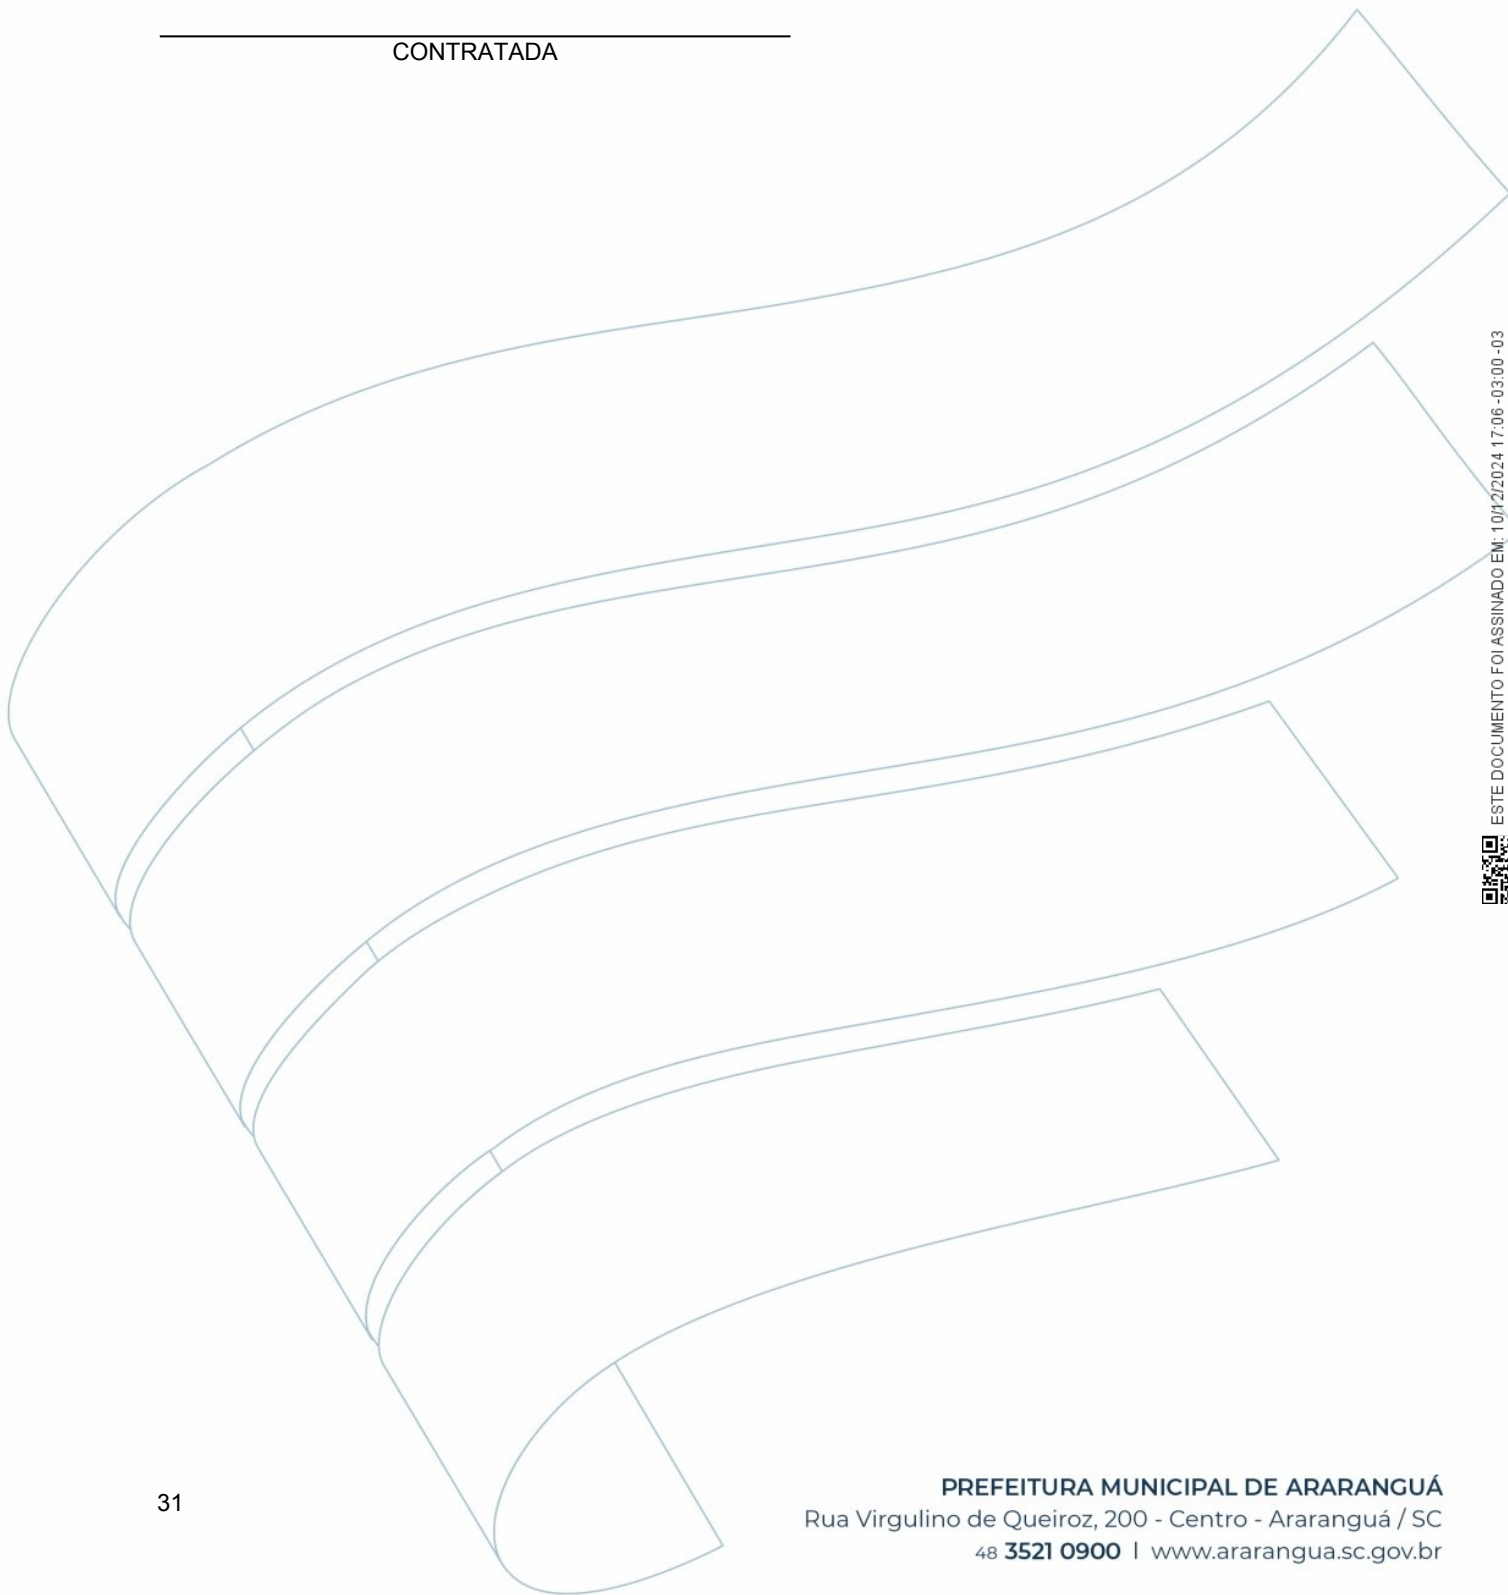 CONTRATADA
ESTE DOCUMENTO FOI ASSINADO EM: 10/12/2024 17:06 -03:00 -03
31
PREFEITURA MUNICIPAL DE ARARANGUÁ
Rua Virgulino de Queiroz, 200 - Centro - Araranguá / SC
48 3521 0900 | www.ararangua.sc.gov.br